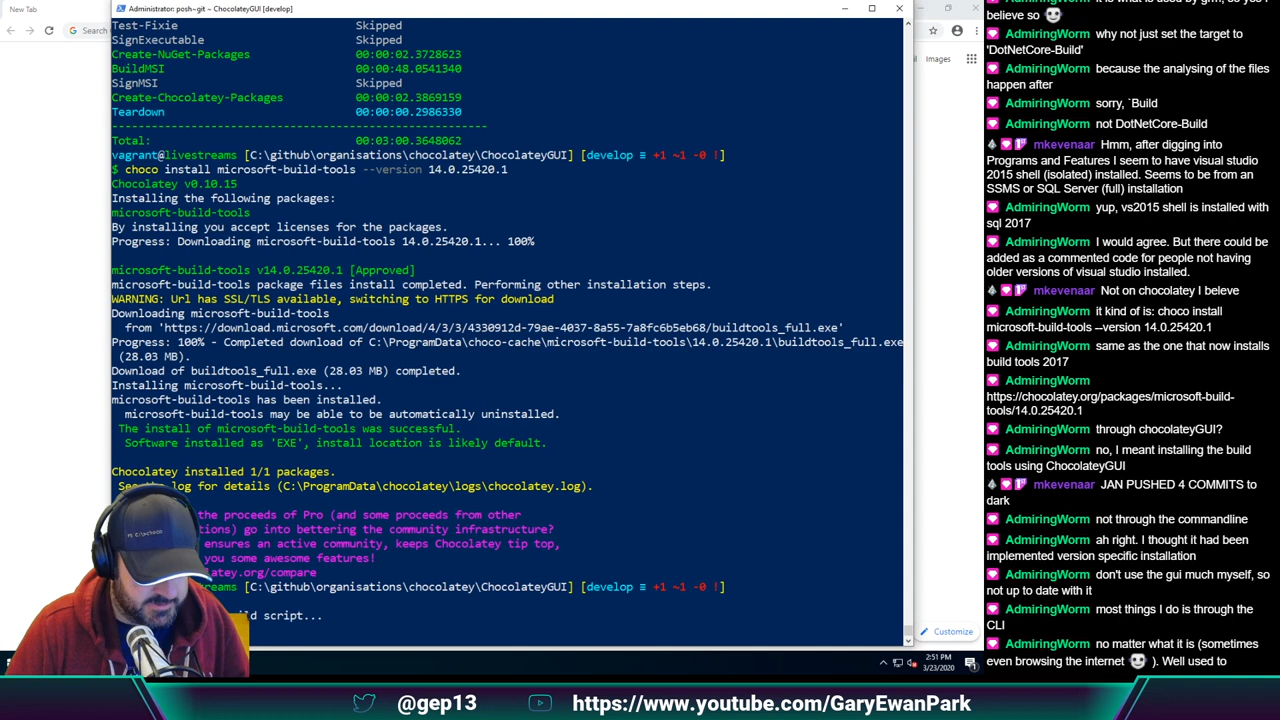 New Tab
Search
Administrator: posh~git ~ ChocolateyGUI [develop]
Test-Fixie Skipped
SignExecutable Skipped
Create-NuGet-Packages 00:00:02.3728623
BuildMSI 00:00:48.0541340
SignMSI Skipped
Create-Chocolatey-Packages 00:00:02.3869159
Teardown 00:00:00.2986330
--------------------------------------------------
Total: 00:03:00.3648062
vagrant@livestreams [C:\github\organisations\chocolatey\ChocolateyGUI] [develop ≡ +1 ~1 -0 !]
$ choco install microsoft-build-tools --version 14.0.25420.1
Chocolatey v0.10.15
Installing the following packages:
microsoft-build-tools
By installing you accept licenses for the packages.
Progress: Downloading microsoft-build-tools 14.0.25420.1... 100%
microsoft-build-tools v14.0.25420.1 [Approved]
microsoft-build-tools package files install completed. Performing other installation steps.
WARNING: Url has SSL/TLS available, switching to HTTPS for download
Downloading microsoft-build-tools
from 'https://download.microsoft.com/download/4/3/3/4330912d-79ae-4037-8a55-7a8fc6b5eb68/buildtools_full.exe'
Progress: 100% - Completed download of C:\ProgramData\choco-cache\microsoft-build-tools\14.0.25420.1\buildtools_full.exe
(28.03 MB).
Download of buildtools_full.exe (28.03 MB) completed.
Installing microsoft-build-tools...
microsoft-build-tools has been installed.
microsoft-build-tools may be able to be automatically uninstalled.
The install of microsoft-build-tools was successful.
Software installed as 'EXE', install location is likely default.
Chocolatey installed 1/1 packages.
See the log for details (C:\ProgramData\chocolatey\logs\chocolatey.log).
the proceeds of Pro (and some proceeds from other
tions) go into bettering the community infrastructure?
ensures an active community, keeps Chocolatey tip top,
you some awesome features!
latey.org/compare
streams [C:\github\organisations\chocolatey\ChocolateyGUI] [develop ≡ +1 ~1 -0 !]
ild script...
Images
Customize
2:51 PM
3/23/2020
believe so
AdmiringWorm why not just set the target to
'DotNetCore-Build'
AdmiringWorm because the analysing of the files
happen after
AdmiringWorm sorry, `Build
AdmiringWorm not DotNetCore-Build
mkevenaar Hmm, after digging into
Programs and Features I seem to have visual studio
2015 shell (isolated) installed. Seems to be from an
SSMS or SQL Server (full) installation
AdmiringWorm yup, vs2015 shell is installed with
sql 2017
AdmiringWorm I would agree. But there could be
added as a commented code for people not having
older versions of visual studio installed.
mkevenaar Not on chocolatey I beleve
AdmiringWorm it kind of is: choco install
microsoft-build-tools --version 14.0.25420.1
AdmiringWorm same as the one that now installs
build tools 2017
AdmiringWorm
https://chocolatey.org/packages/microsoft-build-
tools/14.0.25420.1
AdmiringWorm through chocolateyGUI?
AdmiringWorm no, I meant installing the build
tools using ChocolateyGUI
mkevenaar JAN PUSHED 4 COMMITS to
dark
AdmiringWorm not through the commandline
AdmiringWorm ah right. I thought it had been
implemented version specific installation
AdmiringWorm don't use the gui much myself, so
not up to date with it
AdmiringWorm most things I do is through the
CLI
AdmiringWorm no matter what it is (sometimes
even browsing the internet ). Well used to
@gep13
https://www.youtube.com/GaryEwanPark